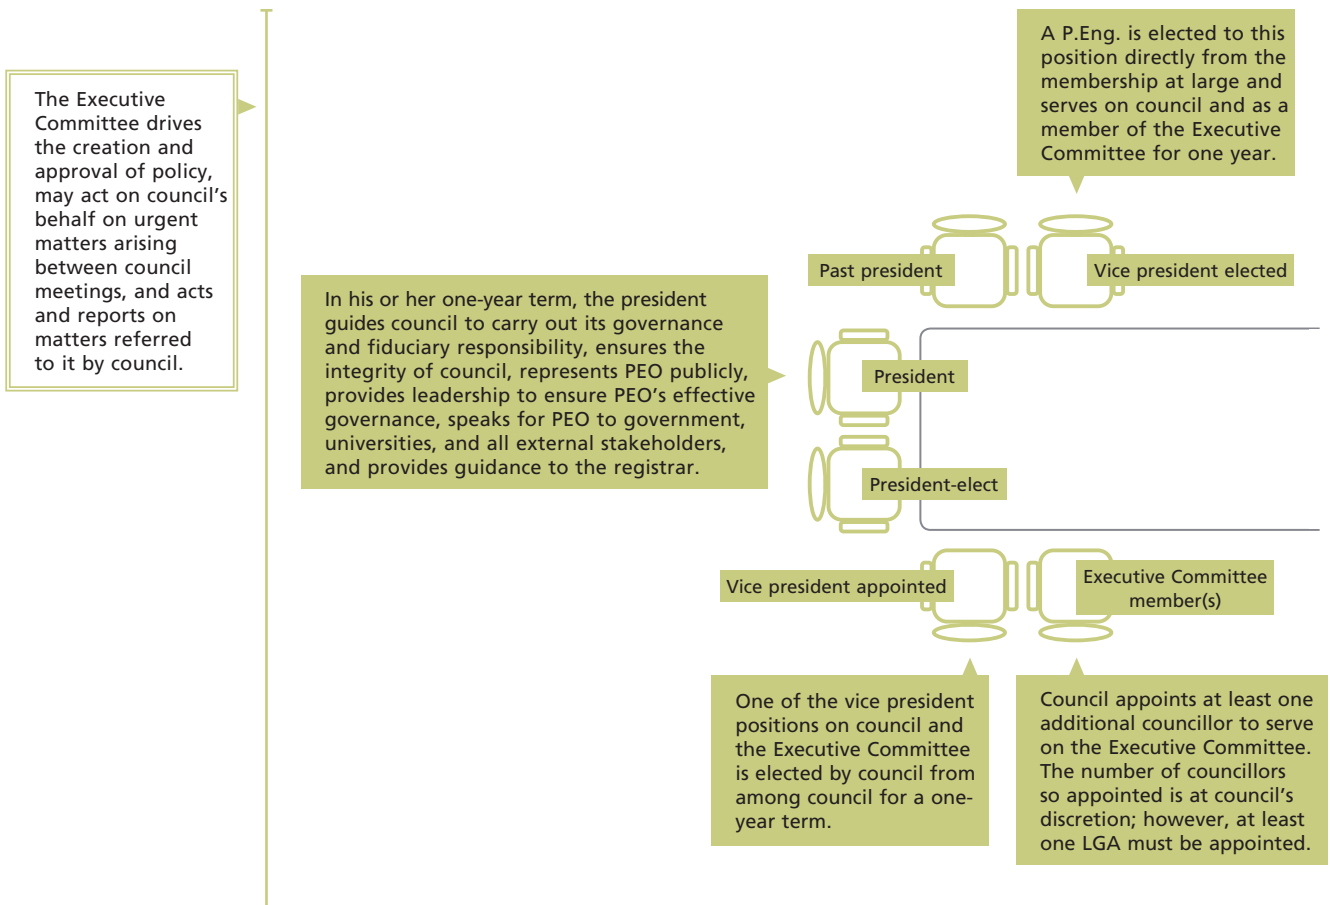 The Executive
Committee drives
the creation and
approval of policy,
may act on council’s
behalf on urgent
matters arising
between council
meetings, and acts
and reports on
matters referred
to it by council.
A P.Eng. is elected to this
position directly from the
membership at large and
serves on council and as a
member of the Executive
Committee for one year.
Past president
Vice president elected
In his or her one-year term, the president
guides council to carry out its governance
and fiduciary responsibility, ensures the
integrity of council, represents PEO publicly,
provides leadership to ensure PEO’s effective
governance, speaks for PEO to government,
universities, and all external stakeholders,
and provides guidance to the registrar.
President
President-elect
Vice president appointed
Executive Committee
member(s)
One of the vice president
positions on council and
the Executive Committee
is elected by council from
among council for a one-
year term.
Council appoints at least one
additional councillor to serve
on the Executive Committee.
The number of councillors
so appointed is at council’s
discretion; however, at least
one LGA must be appointed.